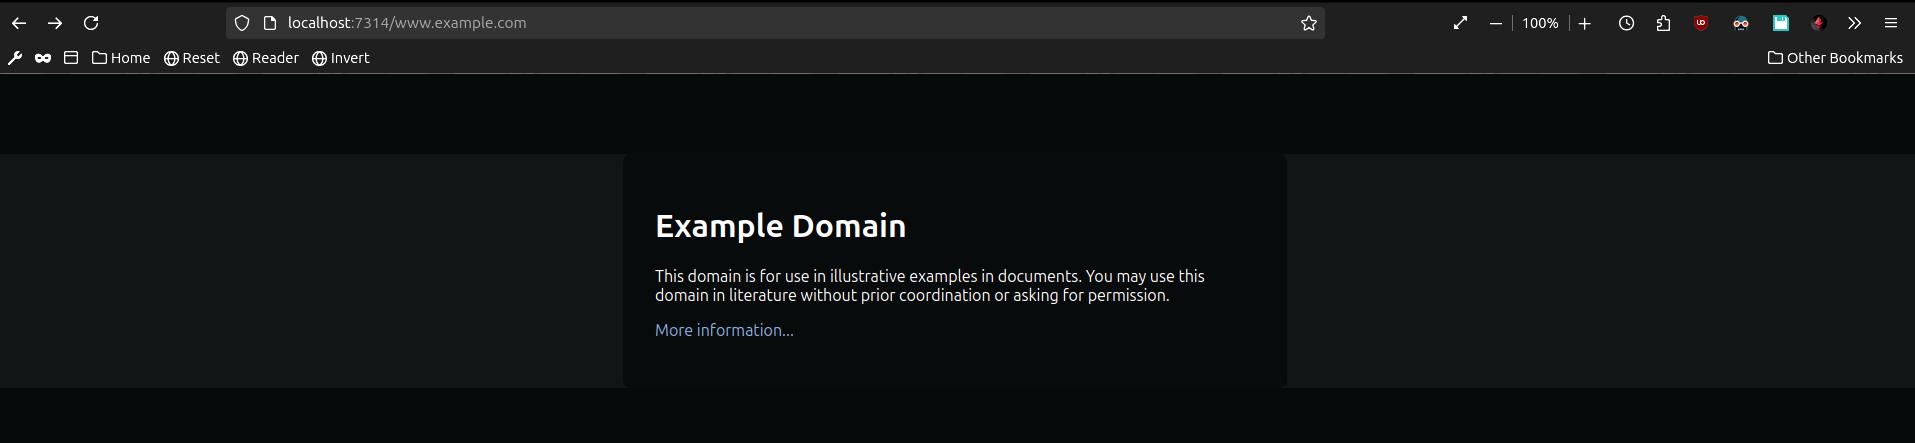 localhost:7314/www.example.com
100%
Home Reset Reader Invert Other Bookmarks
Example Domain
This domain is for use in illustrative examples in documents. You may use this
domain in literature without prior coordination or asking for permission.
More information...